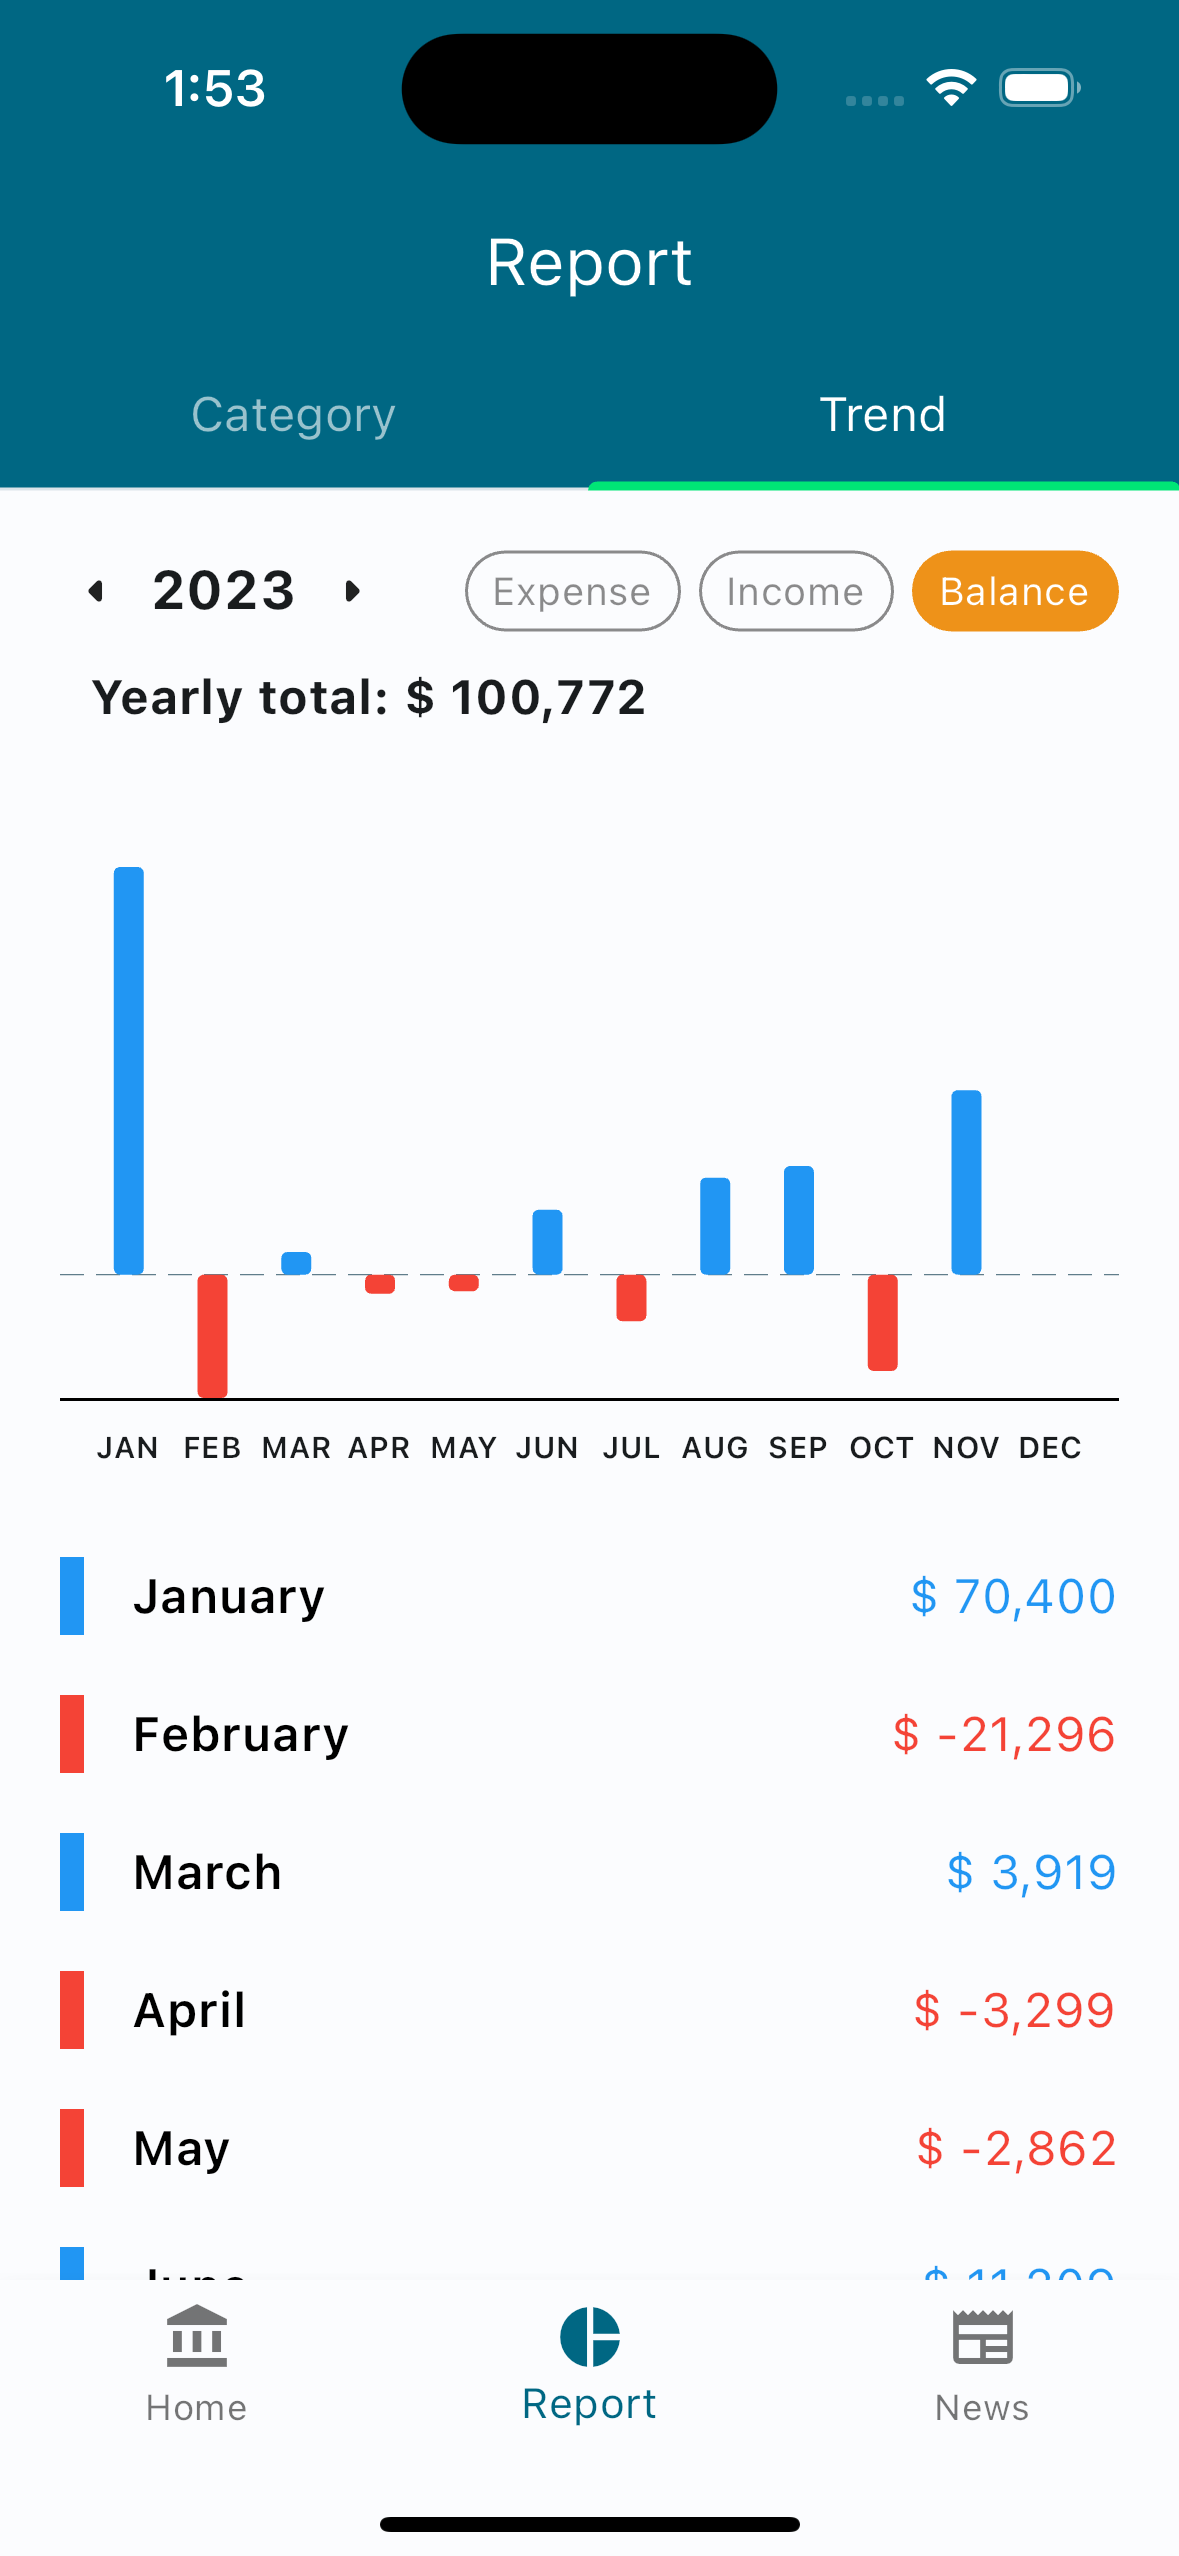 1:53
Report
Category Trend
2023 Expense Income Balance
Yearly total: $ 100,772
JAN FEB MAR APR MAY JUN JUL AUG SEP OCT NOV DEC
January $ 70,400
February $ -21,296
March $ 3,919
April $ -3,299
May $ -2,862
June
Home Report News